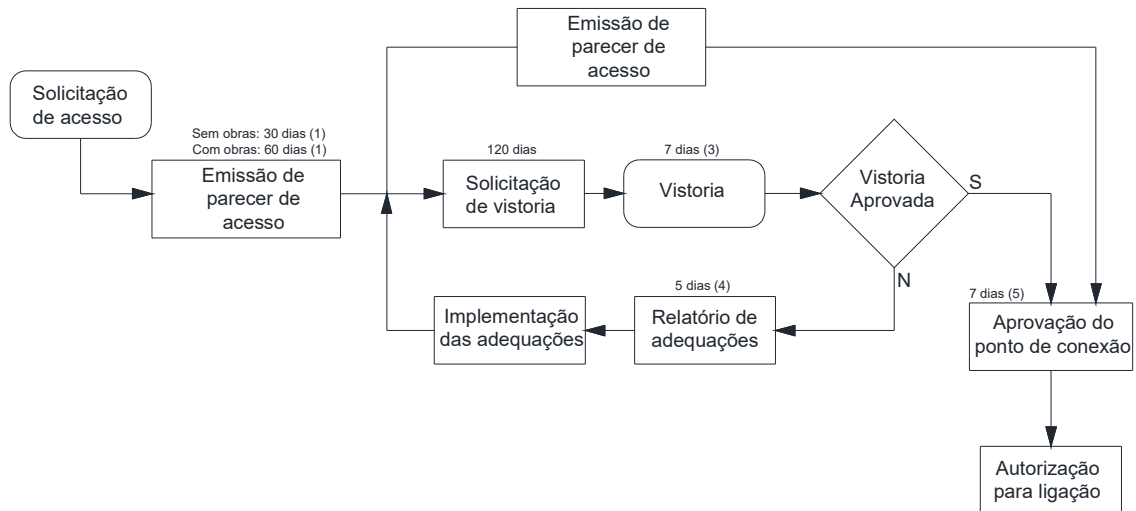 Emissão de
parecer de
acesso
Solicitação
de acesso
Sem obras: 30 dias (1)
Com obras: 60 dias (1)
Emissão de
parecer de
acesso
120 dias
Solicitação
de vistoria
7 dias (3)
Vistoria
Vistoria
Aprovada
S
N
5 dias (4)
Relatório de
adequações
Implementação
das adequações
7 dias (5)
Aprovação do
ponto de conexão
Autorização
para ligação